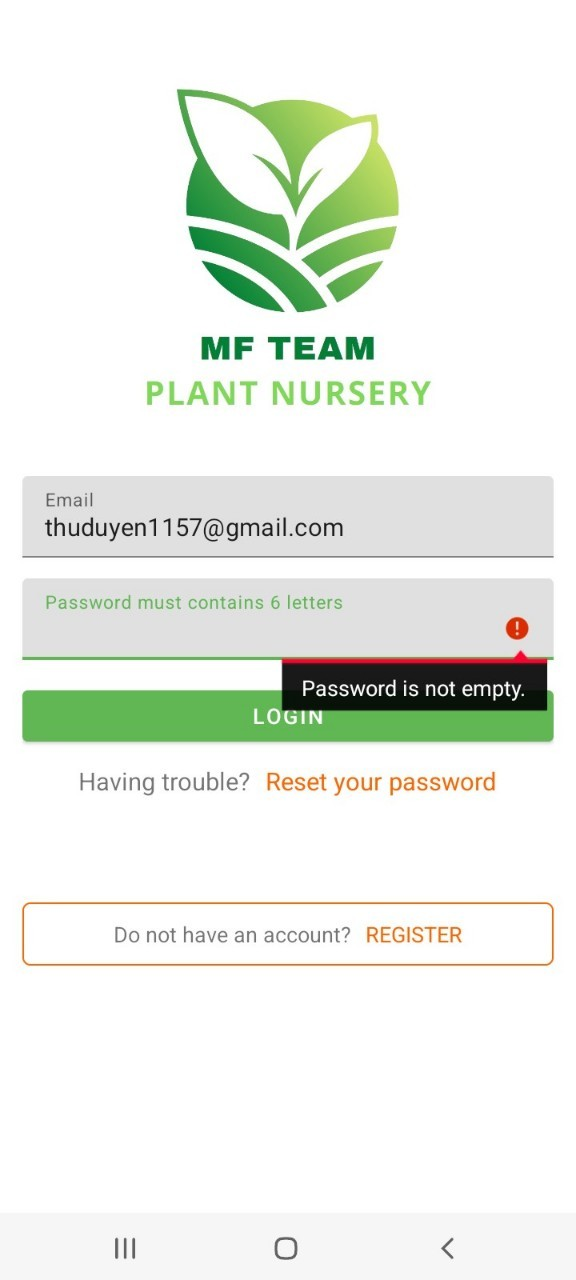 MF TEAM
PLANT NURSERY
Email
thuduyen1157@gmail.com
Password must contains 6 letters
Password is not empty.
LOGIN
Having trouble? Reset your password
Do not have an account? REGISTER